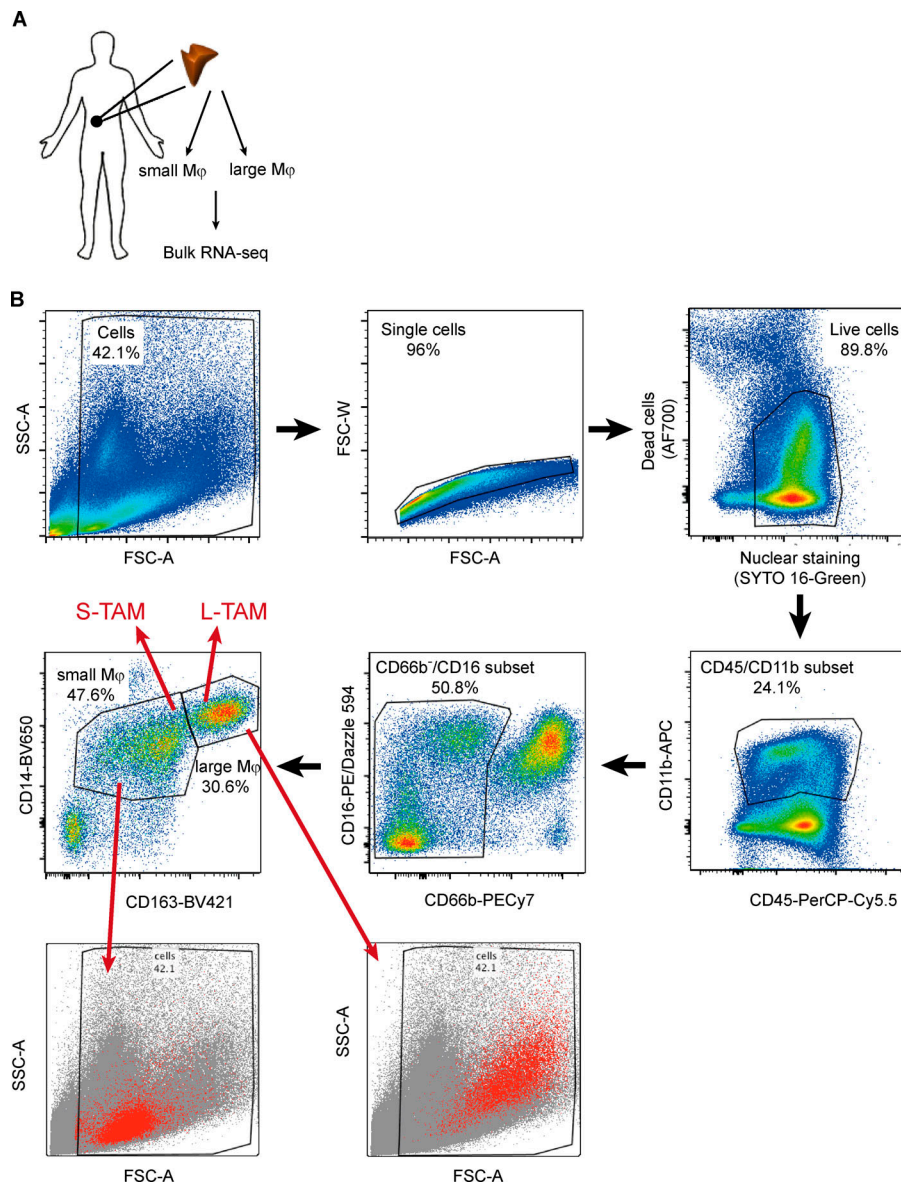 A
small Mφ
large Mφ
Bulk RNA-seq
B
Cells
42.1%
SSC-A
FSC-A
Single cells
96%
FSC-W
FSC-A
Live cells
89.8%
Dead cells
(AF700)
Nuclear staining
(SYTO 16-Green)
S-TAM
L-TAM
small Mφ
47.6%
large Mφ
30.6%
CD14-BV650
CD163-BV421
CD66b⁻/CD16 subset
50.8%
CD16-PE/Dazzle 594
CD66b-PECy7
CD45/CD11b subset
24.1%
CD11b-APC
CD45-PerCP-Cy5.5
cells
42.1
SSC-A
FSC-A
cells
42.1
SSC-A
FSC-A